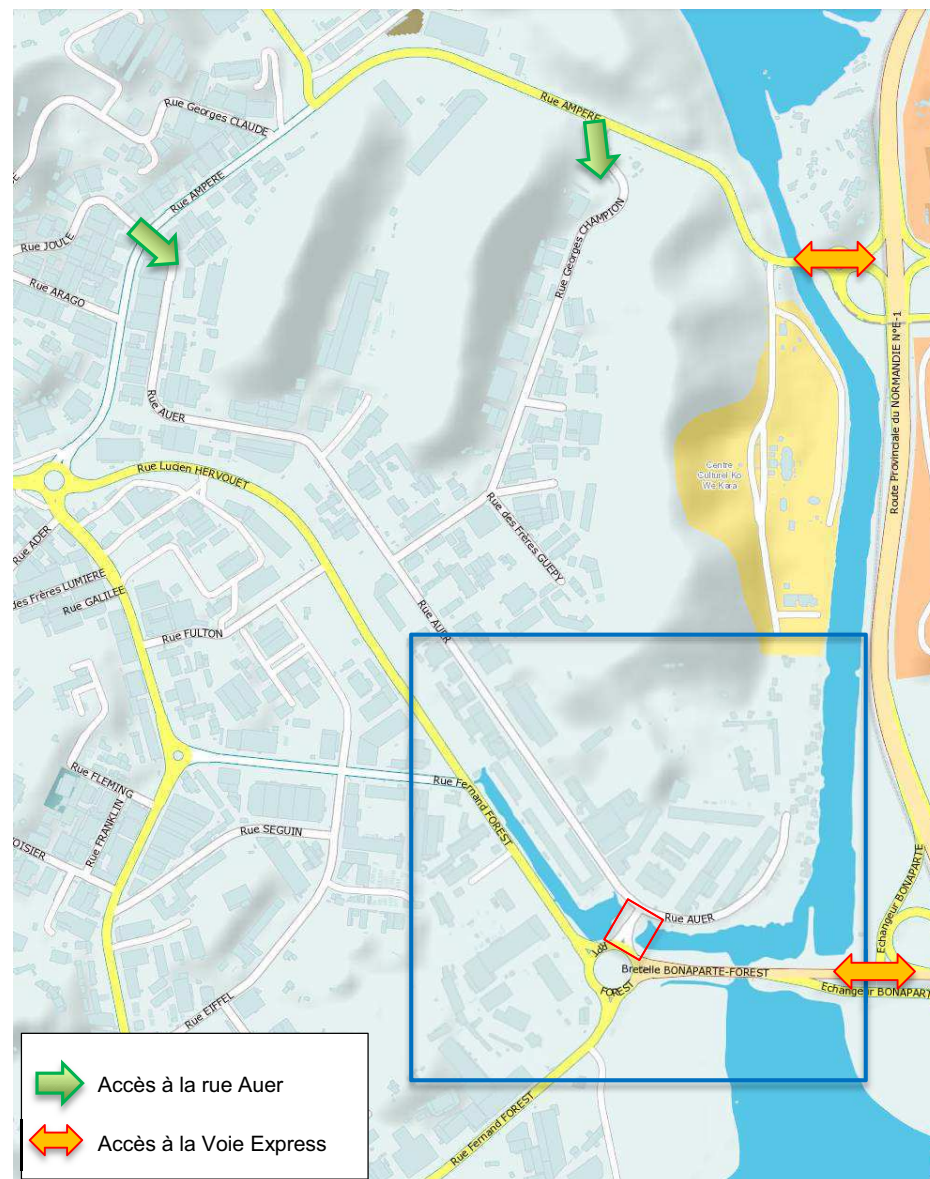 Rue Georges CLAUDE
Rue AMPERE
Rue AMPERE
Rue JOULE
Rue ARAGO
Rue Georges CHAMPION
Route Provinciale du NORMANDIE N°E-1
Rue AUER
Centre
Culturel Ko
We Kara
Rue Lucien HERVOUET
Rue ADER
des Frères LUMIERE
Rue GALILEE
Rue des Frères GUEPY
Rue FULTON
Rue AUER
Rue FLEMING
Rue Fernand FOREST
Rue FRANKLIN
Rue SEGUIN
OISIER
Echangeur BONAPARTE
Rue AUER
RPT
FOREST
Bretelle BONAPARTE-FOREST
Echangeur BONAPART
Rue EIFFEL
Rue Fernand FOREST
Accès à la rue Auer
Accès à la Voie Express